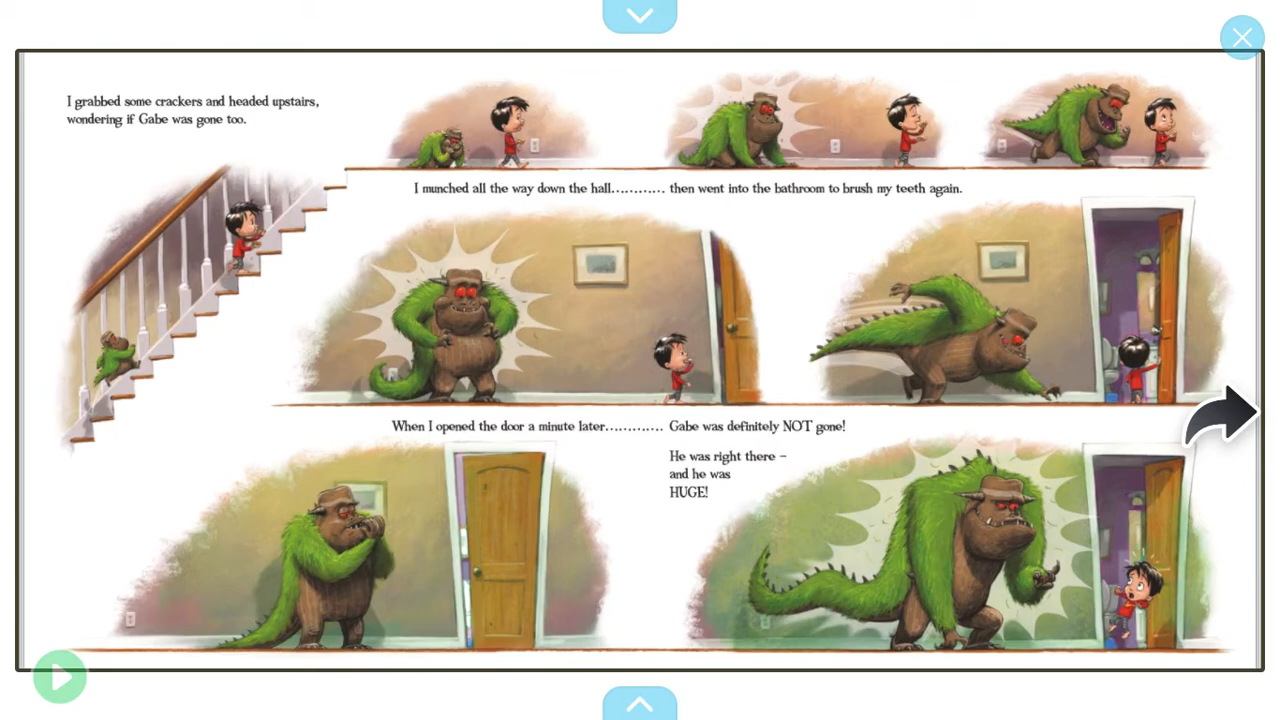 I grabbed some crackers and headed upstairs,
wondering if Gabe was gone too.
I munched all the way down the hall............ then went into the bathroom to brush my teeth again.
When I opened the door a minute later............. Gabe was definitely NOT gone!
He was right there –
and he was
HUGE!